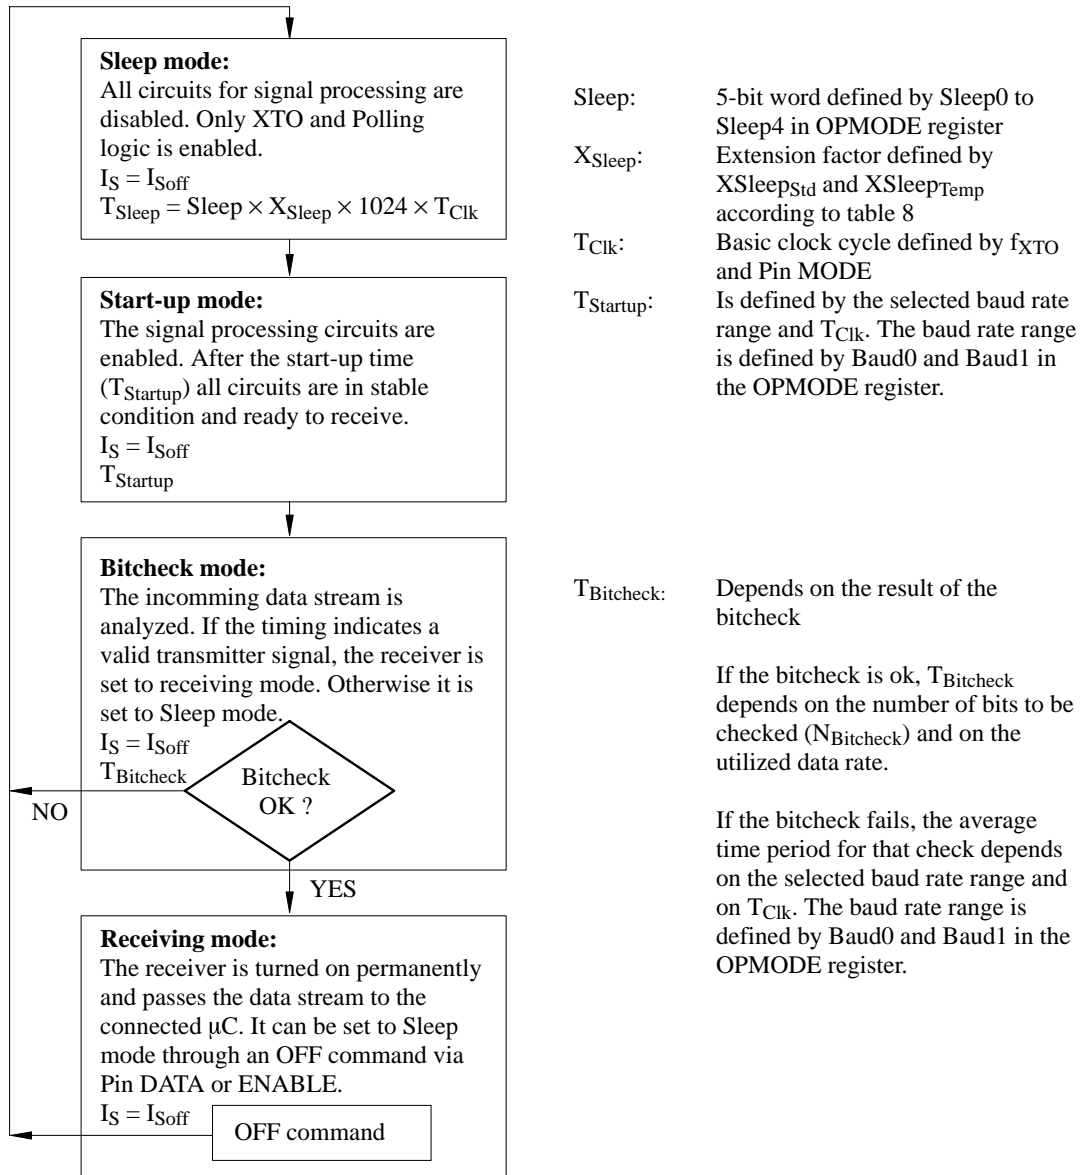 Sleep mode:
All circuits for signal processing are
disabled. Only XTO and Polling
logic is enabled.
IS = ISoff
TSleep = Sleep × XSleep × 1024 × TClk
Start-up mode:
The signal processing circuits are
enabled. After the start-up time
(TStartup) all circuits are in stable
condition and ready to receive.
IS = ISoff
TStartup
Bitcheck mode:
The incomming data stream is
analyzed. If the timing indicates a
valid transmitter signal, the receiver is
set to receiving mode. Otherwise it is
set to Sleep mode.
IS = ISoff
TBitcheck
Bitcheck
OK ?
NO
YES
Receiving mode:
The receiver is turned on permanently
and passes the data stream to the
connected µC. It can be set to Sleep
mode through an OFF command via
Pin DATA or ENABLE.
IS = ISoff
OFF command
Sleep: 5-bit word defined by Sleep0 to
Sleep4 in OPMODE register
XSleep: Extension factor defined by
XSleepStd and XSleepTemp
according to table 8
TClk: Basic clock cycle defined by fXTO
and Pin MODE
TStartup: Is defined by the selected baud rate
range and TClk. The baud rate range
is defined by Baud0 and Baud1 in
the OPMODE register.
TBitcheck: Depends on the result of the
bitcheck
If the bitcheck is ok, TBitcheck
depends on the number of bits to be
checked (NBitcheck) and on the
utilized data rate.
If the bitcheck fails, the average
time period for that check depends
on the selected baud rate range and
on TClk. The baud rate range is
defined by Baud0 and Baud1 in the
OPMODE register.